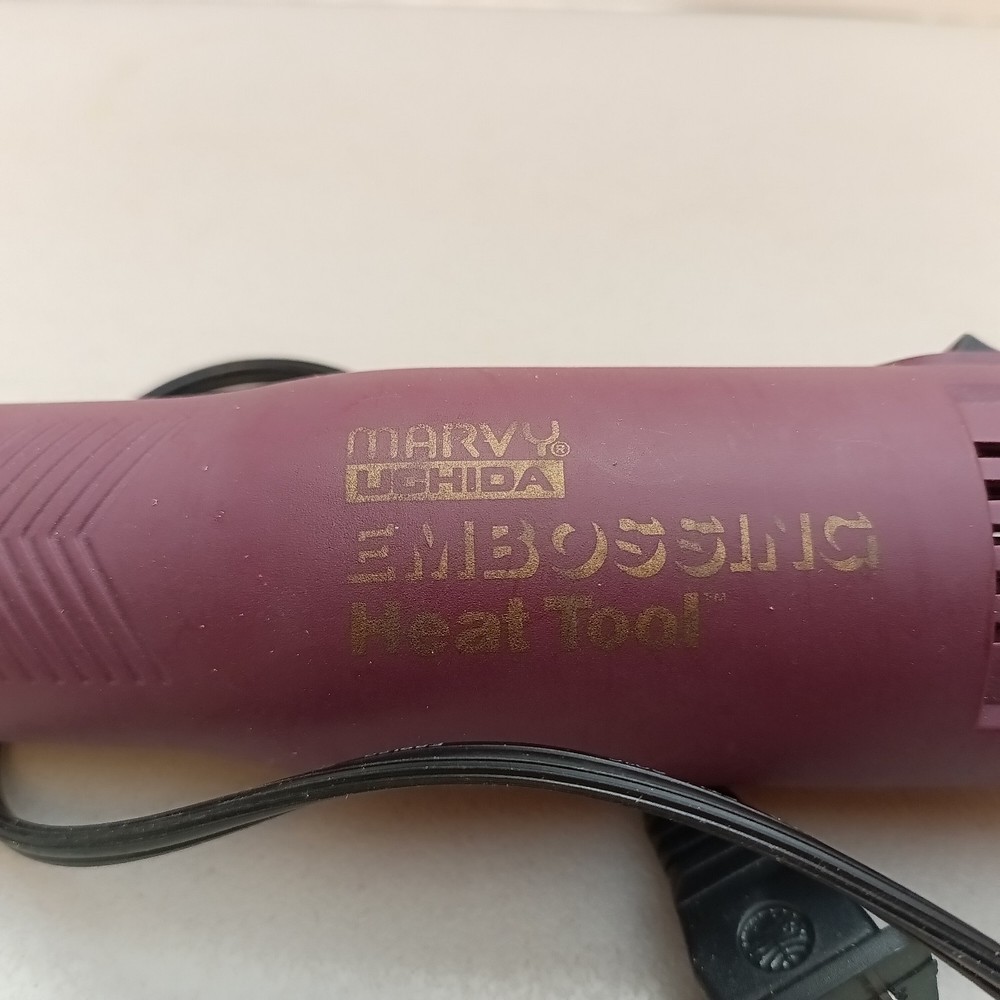 MARVY®
UCHIDA
EMBOSSING
Heat Tool™